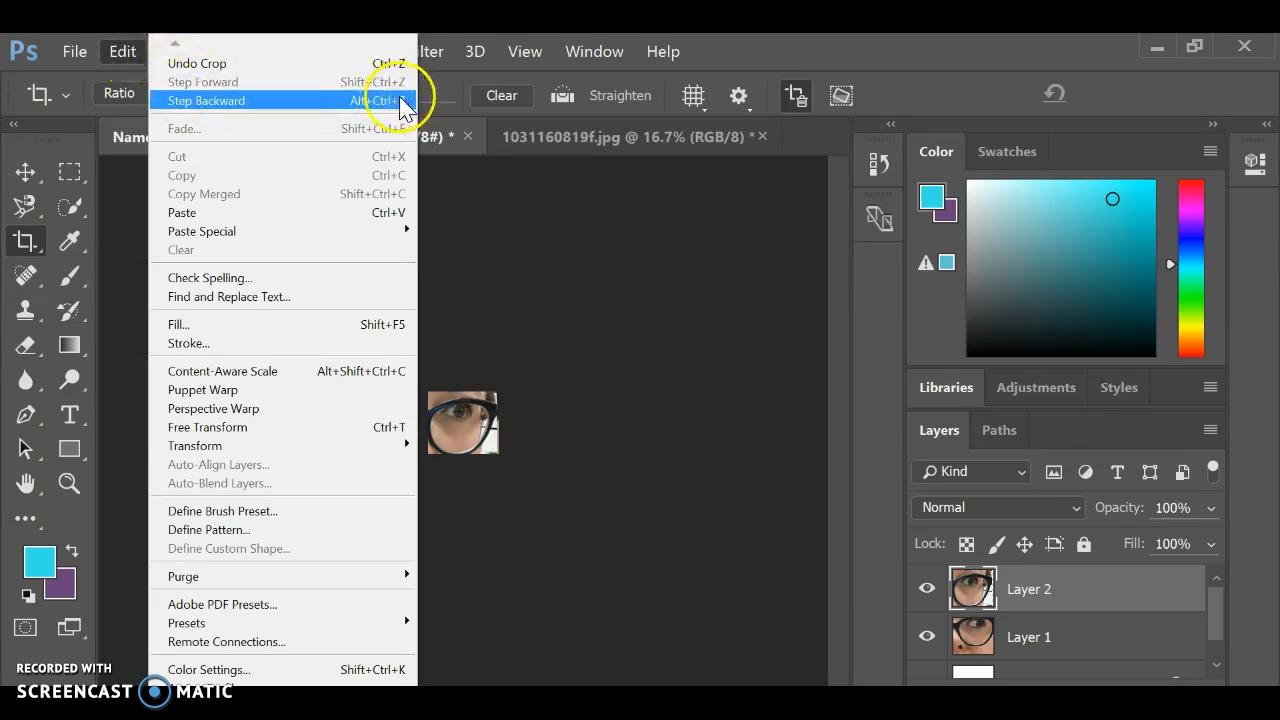 Ps File Edit lter 3D View Window Help
Ratio Clear Straighten
Undo Crop Ctrl+Z
Step Forward Shift+Ctrl+Z
Step Backward Alt+Ctrl+
Fade... Shift+Ctrl+F
Cut Ctrl+X
Copy Ctrl+C
Copy Merged Shift+Ctrl+C
Paste Ctrl+V
Paste Special
Clear
Check Spelling...
Find and Replace Text...
Fill... Shift+F5
Stroke...
Content-Aware Scale Alt+Shift+Ctrl+C
Puppet Warp
Perspective Warp
Free Transform Ctrl+T
Transform
Auto-Align Layers...
Auto-Blend Layers...
Define Brush Preset...
Define Pattern...
Define Custom Shape...
Purge
Adobe PDF Presets...
Presets
Remote Connections...
Color Settings... Shift+Ctrl+K
Name /8#) *
1031160819f.jpg @ 16.7% (RGB/8) *
Color Swatches
Libraries Adjustments Styles
Layers Paths
Kind
Normal Opacity: 100%
Lock: Fill: 100%
Layer 2
Layer 1
RECORDED WITH
SCREENCAST MATIC